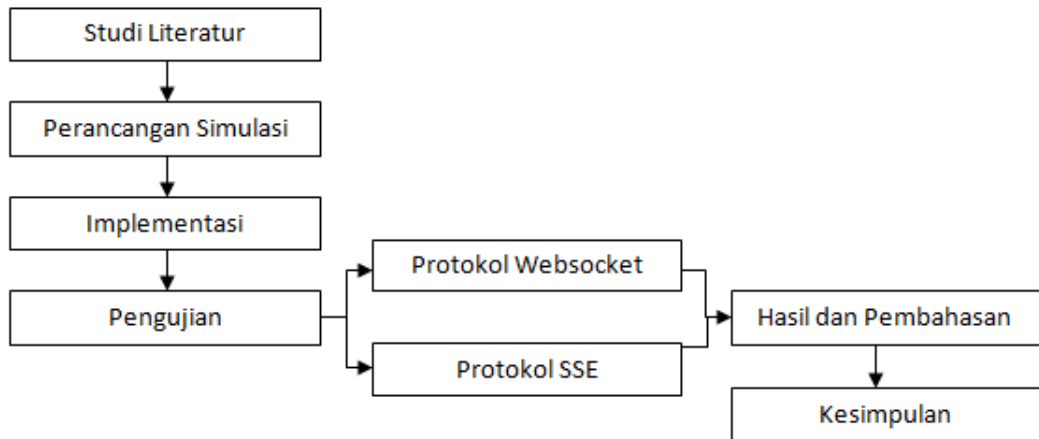 Studi Literatur
Perancangan Simulasi
Implementasi
Pengujian
Protokol Websocket
Protokol SSE
Hasil dan Pembahasan
Kesimpulan